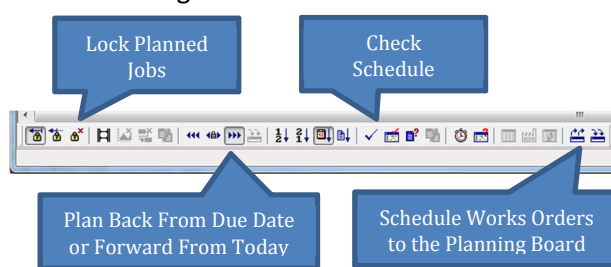 Lock Planned
Jobs
Check
Schedule
Plan Back From Due Date
or Forward From Today
Schedule Works Orders
to the Planning Board